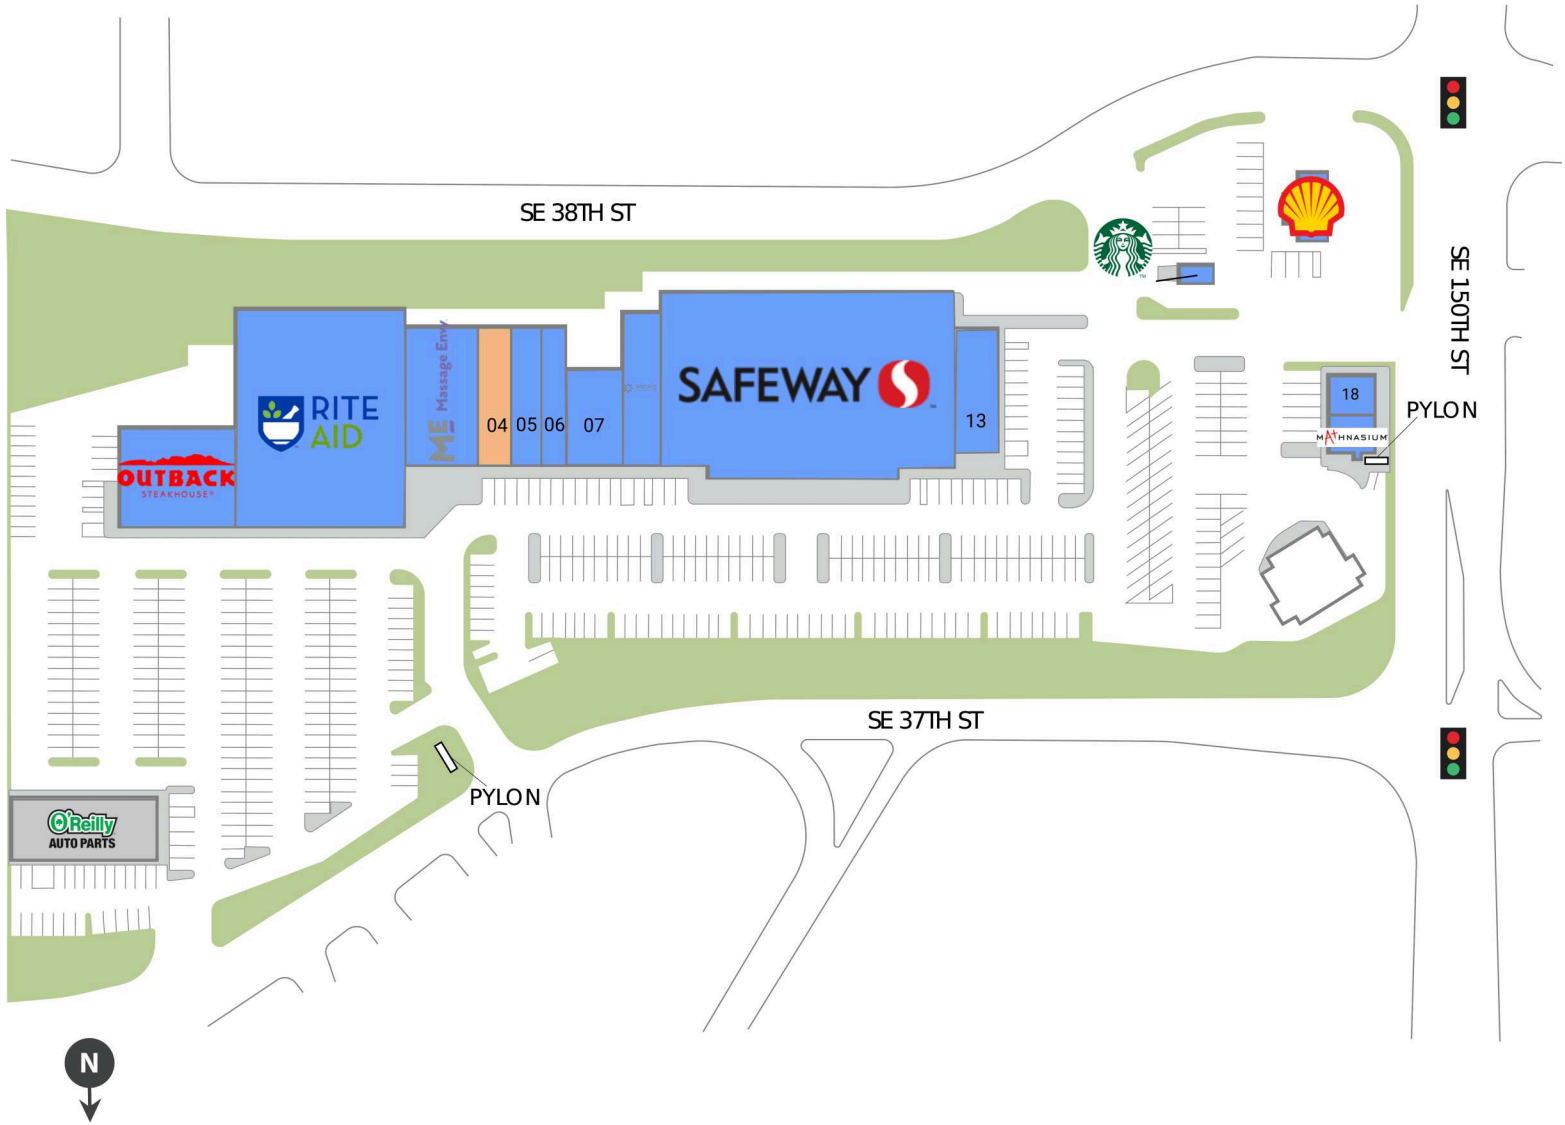 SE 38TH ST
SE 150TH ST
RITE
AID
OUTBACK
STEAKHOUSE®
ME Massage Envy
04
05
06
07
SAFEWAY
13
18
MATHNASIUM
PYLON
SE 37TH ST
PYLON
O'Reilly
AUTO PARTS
N